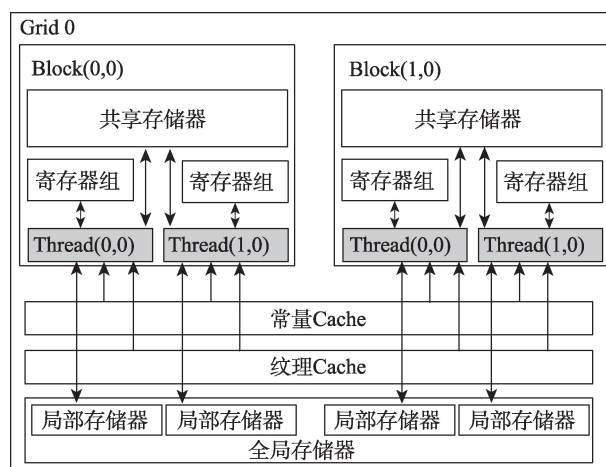 Grid 0
Block(0,0)
Block(1,0)
共享存储器
共享存储器
寄存器组
寄存器组
寄存器组
寄存器组
Thread(0,0)
Thread(1,0)
Thread(0,0)
Thread(1,0)
常量Cache
纹理Cache
局部存储器
局部存储器
局部存储器
局部存储器
全局存储器